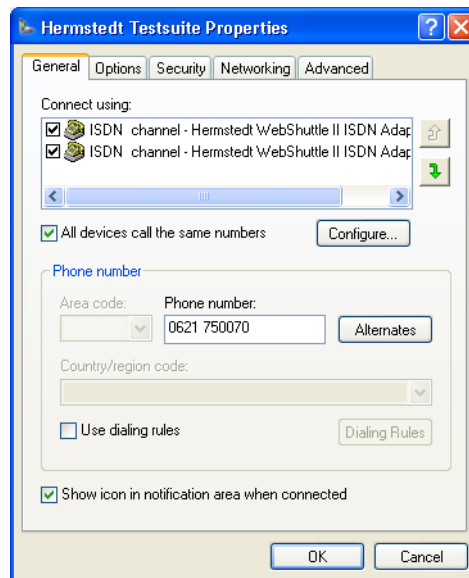 Hermstedt Testsuite Properties
General Options Security Networking Advanced
Connect using:
ISDN channel - Hermstedt WebShuttle II ISDN Adap
ISDN channel - Hermstedt WebShuttle II ISDN Adap
All devices call the same numbers Configure...
Phone number
Area code: Phone number:
0621 750070 Alternates
Country/region code:
Use dialing rules Dialing Rules
Show icon in notification area when connected
OK Cancel